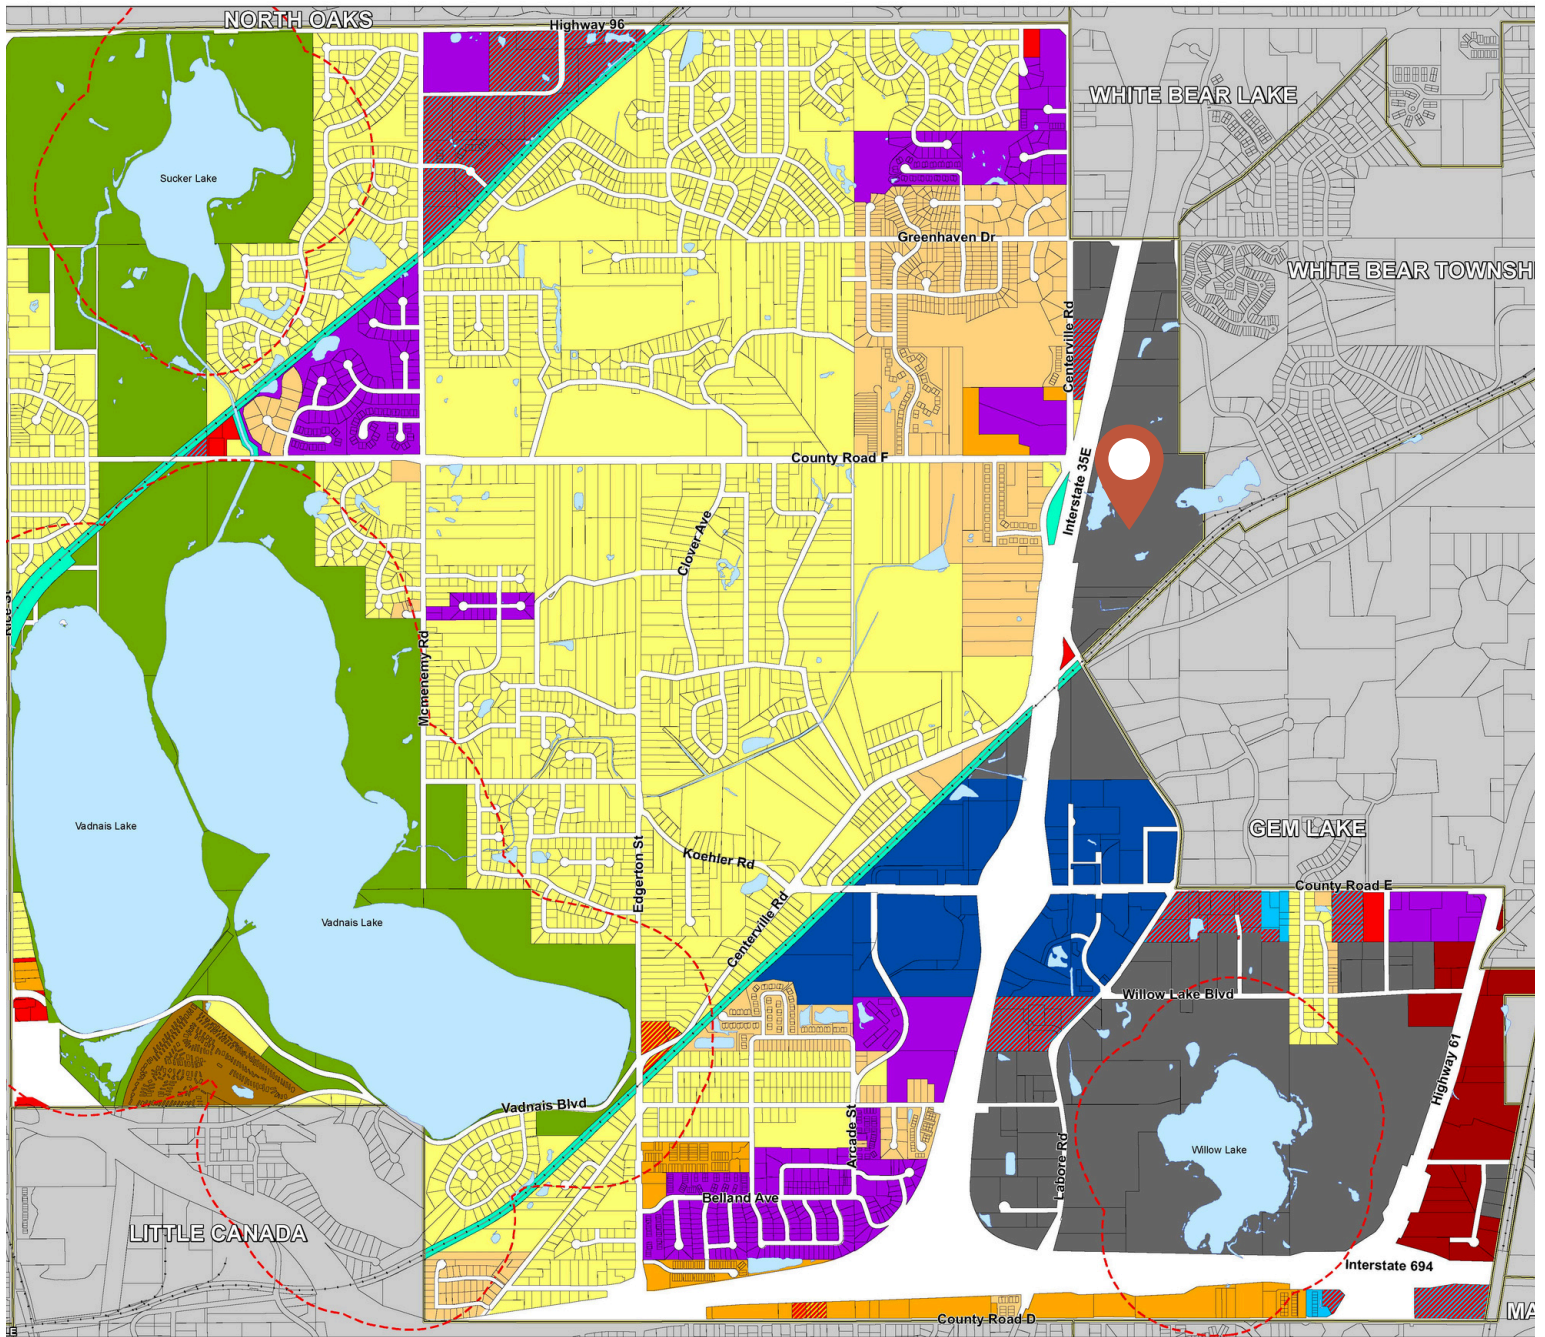 NORTH OAKS
Highway 96
WHITE BEAR LAKE
Sucker Lake
Greenhaven Dr
WHITE BEAR TOWNSHI
Centerville Rd
County Road F
Interstate 35E
Clover Ave
Rice St
Mcmenemy Rd
Vadnais Lake
GEM LAKE
Koehler Rd
Edgerton St
County Road E
Vadnais Lake
Centerville Rd
Willow Lake Blvd
Highway 61
Vadnais Blvd
Arcade St
Labore Rd
Willow Lake
Belland Ave
LITTLE CANADA
Interstate 694
County Road D
MA